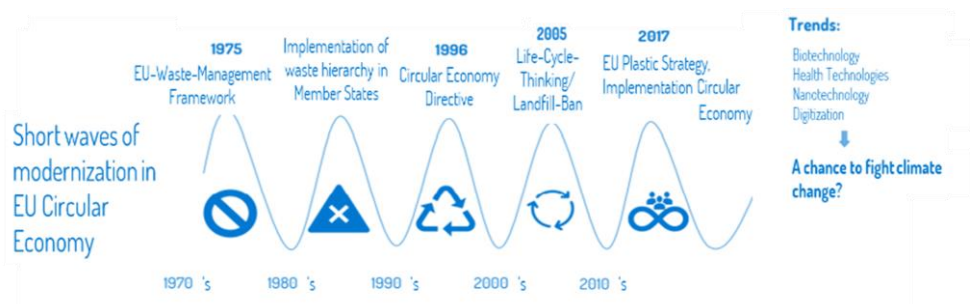 Short waves of
modernization in
EU Circular
Economy
1975
EU-Waste-Management
Framework
Implementation of
waste hierarchy in
Member States
1996
Circular Economy
Directive
2005
Life-Cycle-
Thinking/
Landfill-Ban
2017
EU Plastic Strategy,
Implementation Circular
Economy
1970 's
1980 's
1990 's
2000 's
2010 's
Trends:
Biotechnology
Health Technologies
Nanotechnology
Digitization
A chance to fight climate
change?